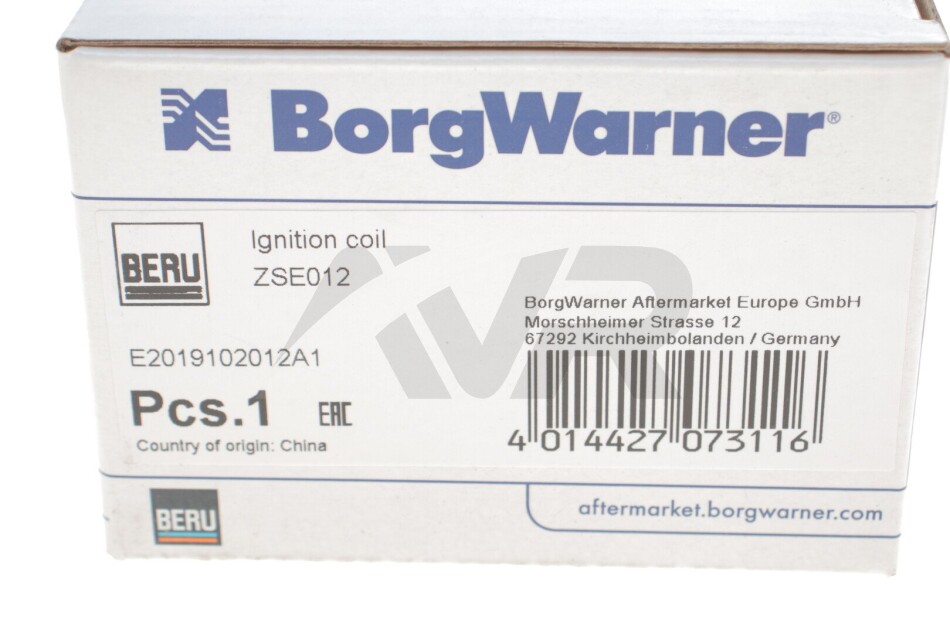 BorgWarner®
BERU
Ignition coil
ZSE012
BorgWarner Aftermarket Europe GmbH
Morschheimer Strasse 12
67292 Kirchheimbolanden / Germany
E2019102012A1
Pcs.1
EAC
Country of origin: China
4 014427 073116
BERU
aftermarket.borgwarner.com
IVR